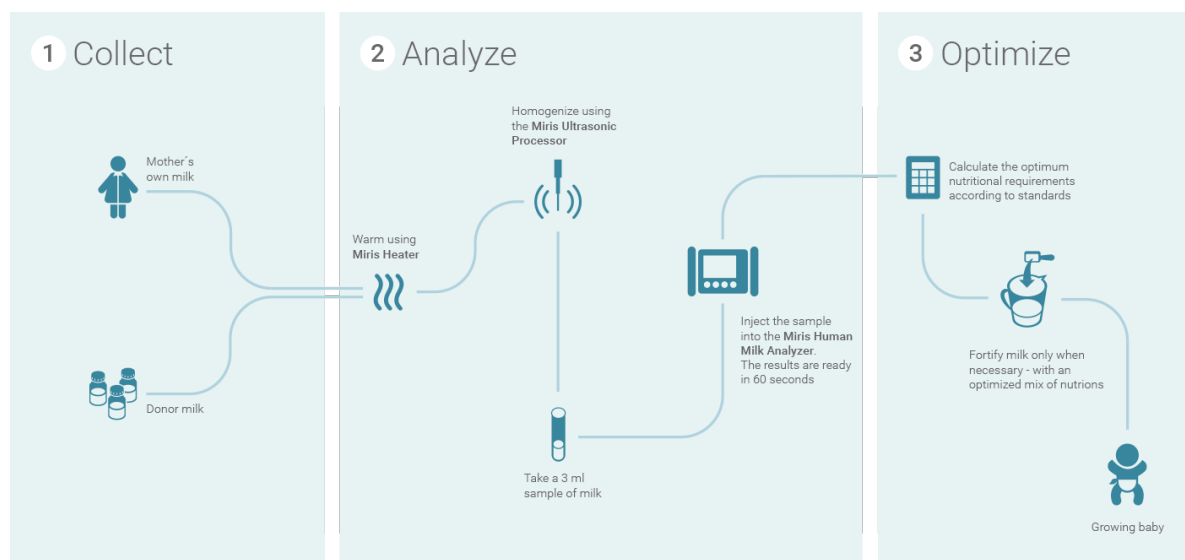 1 Collect
Mother´s
own milk
Donor milk
2 Analyze
Warm using
Miris Heater
Homogenize using
the Miris Ultrasonic
Processor
Take a 3 ml
sample of milk
Inject the sample
into the Miris Human
Milk Analyzer.
The results are ready
in 60 seconds
3 Optimize
Calculate the optimum
nutritional requirements
according to standards
Fortify milk only when
necessary - with an
optimized mix of nutrions
Growing baby